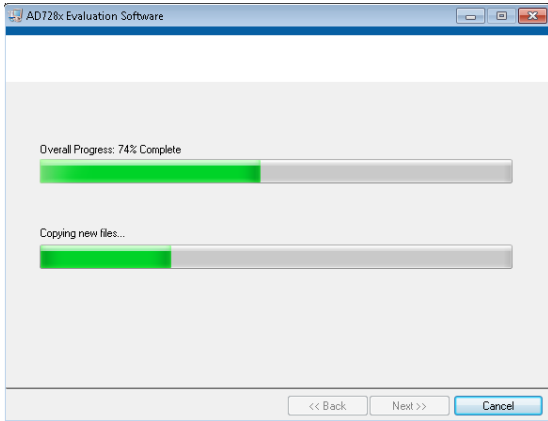 AD728x Evaluation Software
Overall Progress: 74% Complete
Copying new files...
<< Back
Next >>
Cancel